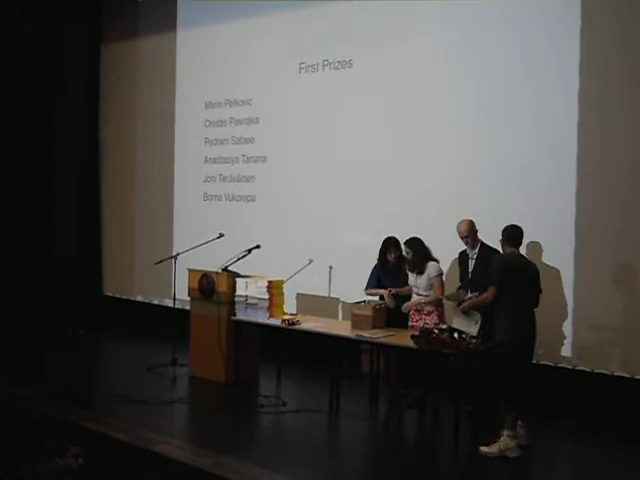 First Prizes
Marin Petkovic
Orestis Plevrakis
Pedram Safaee
Anastasiya Tanana
Joni Teräväinen
Borna Vukorepa